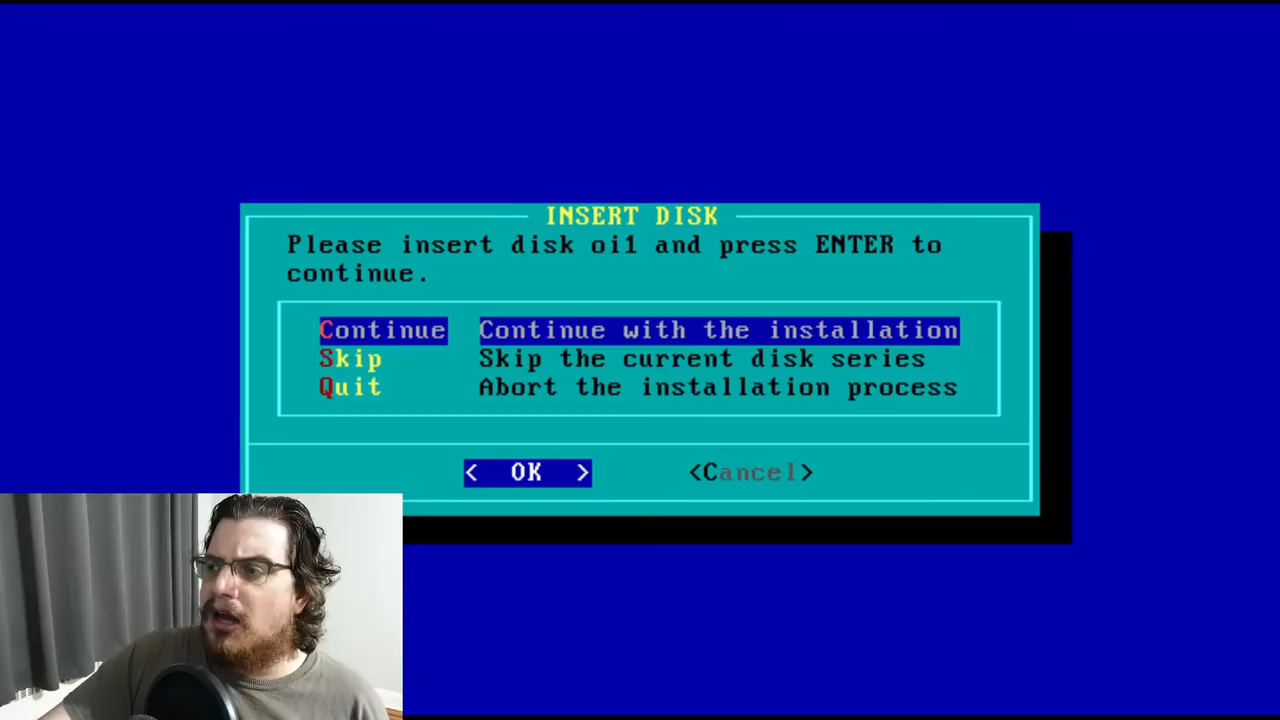 INSERT DISK
Please insert disk oi1 and press ENTER to
continue.
Continue Continue with the installation
Skip Skip the current disk series
Quit Abort the installation process
< OK > <Cancel>